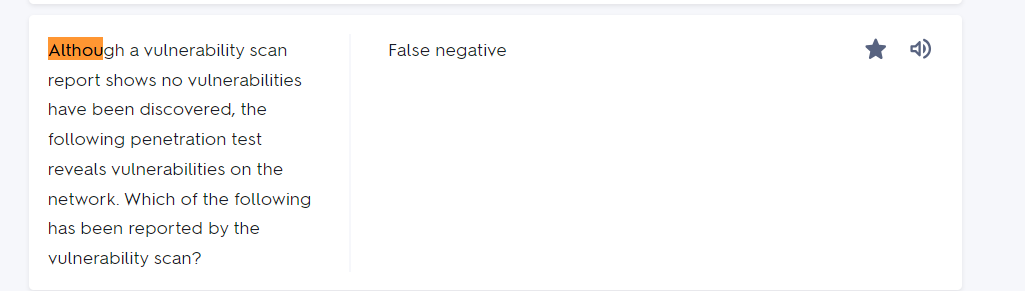 Although a vulnerability scan
report shows no vulnerabilities
have been discovered, the
following penetration test
reveals vulnerabilities on the
network. Which of the following
has been reported by the
vulnerability scan?
False negative